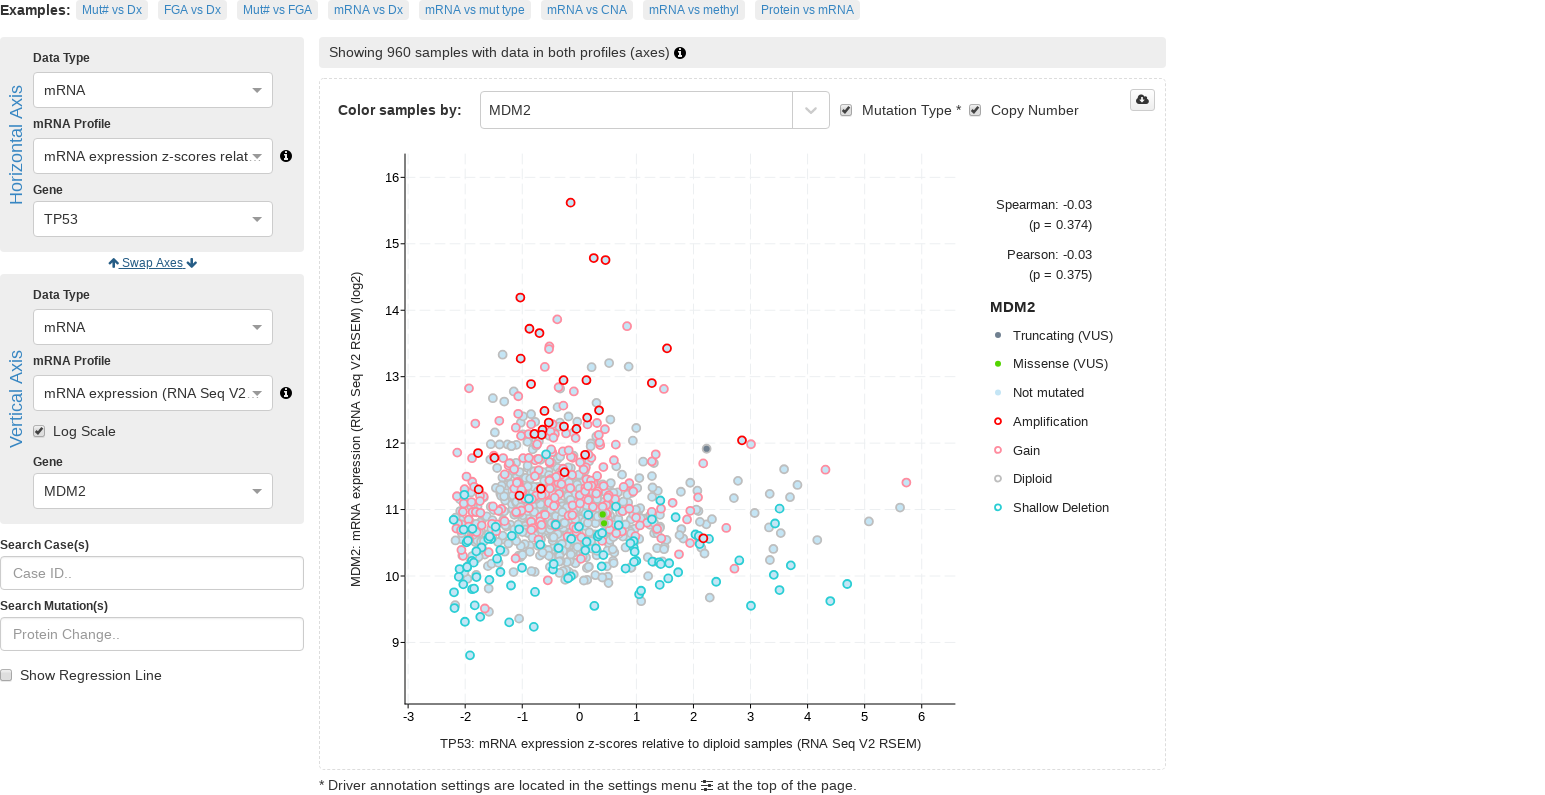 Examples: Mut# vs Dx FGA vs Dx Mut# vs FGA mRNA vs Dx mRNA vs mut type mRNA vs CNA mRNA vs methyl Protein vs mRNA
Horizontal Axis
Data Type
mRNA
mRNA Profile
mRNA expression z-scores relat…
Gene
TP53
Swap Axes
Vertical Axis
Data Type
mRNA
mRNA Profile
mRNA expression (RNA Seq V2…
Log Scale
Gene
MDM2
Search Case(s)
Case ID..
Search Mutation(s)
Protein Change..
Show Regression Line
Showing 960 samples with data in both profiles (axes)
Color samples by: MDM2 Mutation Type * Copy Number
MDM2: mRNA expression (RNA Seq V2 RSEM) (log2)
16
15
14
13
12
11
10
9
-3 -2 -1 0 1 2 3 4 5 6
TP53: mRNA expression z-scores relative to diploid samples (RNA Seq V2 RSEM)
Spearman: -0.03
(p = 0.374)
Pearson: -0.03
(p = 0.375)
MDM2
Truncating (VUS)
Missense (VUS)
Not mutated
Amplification
Gain
Diploid
Shallow Deletion
* Driver annotation settings are located in the settings menu at the top of the page.